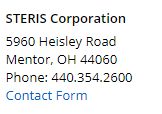 STERIS Corporation
5960 Heisley Road
Mentor, OH 44060
Phone: 440.354.2600
Contact Form